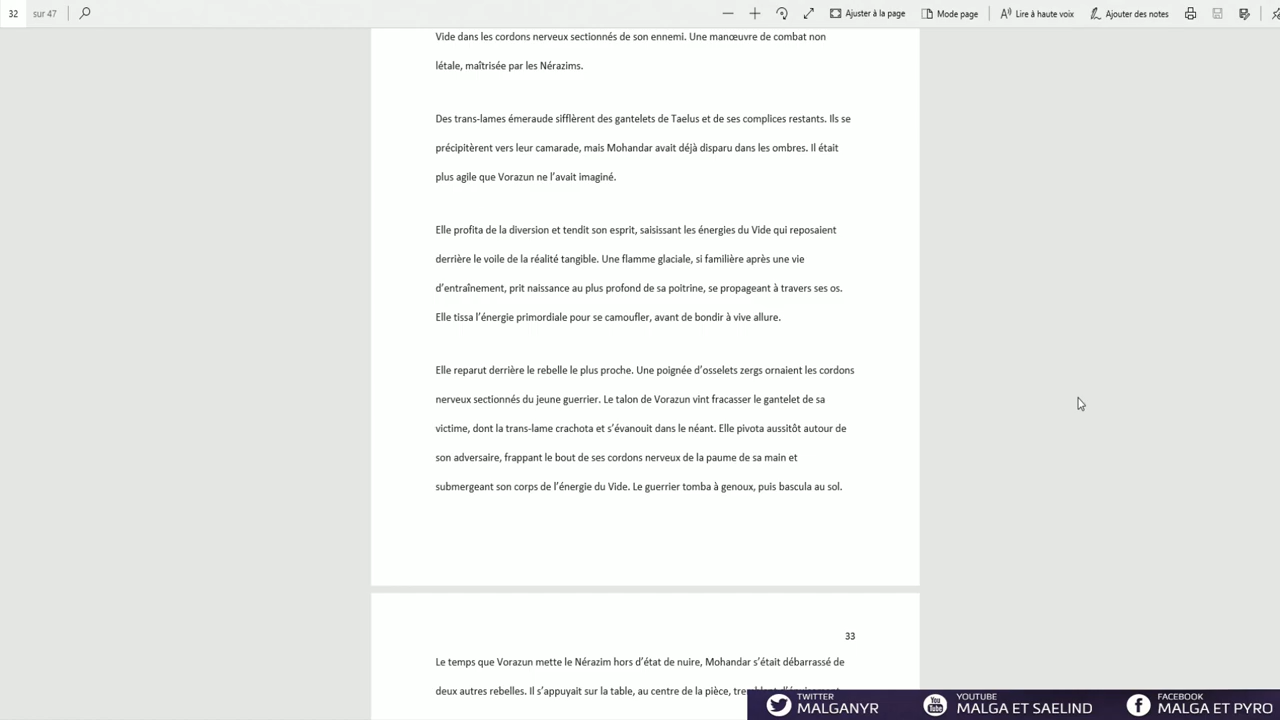 32 sur 47 Ajuster à la page Mode page Lire à haute voix Ajouter des notes
Vide dans les cordons nerveux sectionnés de son ennemi. Une manœuvre de combat non
létale, maîtrisée par les Nérazims.
Des trans-lames émeraude sifflèrent des gantelets de Taelus et de ses complices restants. Ils se
précipitèrent vers leur camarade, mais Mohandar avait déjà disparu dans les ombres. Il était
plus agile que Vorazun ne l’avait imaginé.
Elle profita de la diversion et tendit son esprit, saisissant les énergies du Vide qui reposaient
derrière le voile de la réalité tangible. Une flamme glaciale, si familière après une vie
d’entraînement, prit naissance au plus profond de sa poitrine, se propageant à travers ses os.
Elle tissa l’énergie primordiale pour se camoufler, avant de bondir à vive allure.
Elle reparut derrière le rebelle le plus proche. Une poignée d’osselets zergs ornaient les cordons
nerveux sectionnés du jeune guerrier. Le talon de Vorazun vint fracasser le gantelet de sa
victime, dont la trans-lame crachota et s’évanouit dans le néant. Elle pivota aussitôt autour de
son adversaire, frappant le bout de ses cordons nerveux de la paume de sa main et
submergeant son corps de l’énergie du Vide. Le guerrier tomba à genoux, puis bascula au sol.
33
Le temps que Vorazun mette le Nérazim hors d’état de nuire, Mohandar s’était débarrassé de
deux autres rebelles. Il s’appuyait sur la table, au centre de la pièce,
TWITTER
MALGANYR
YOUTUBE
MALGA ET SAELIND
FACEBOOK
MALGA ET PYRO